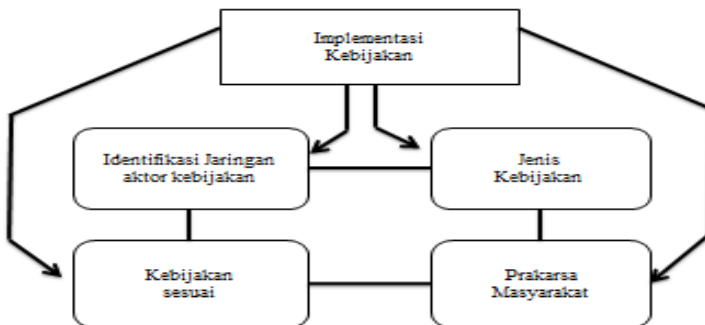 Implementasi
Kebijakan
Identifikasi Jaringan
aktor kebijakan
Jenis
Kebijakan
Kebijakan
sesuai
Prakarsa
Masyarakat